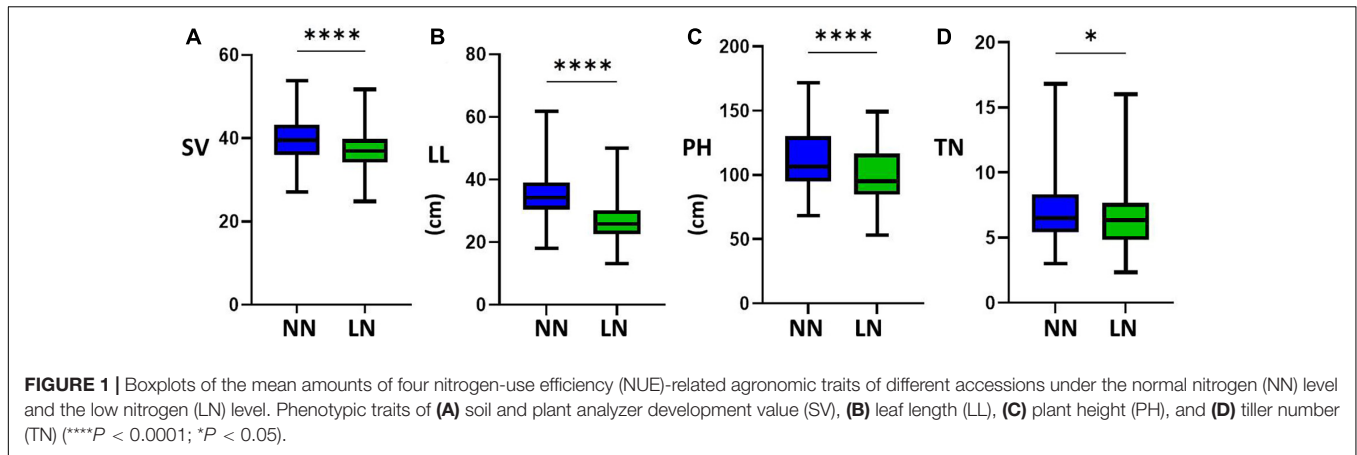 A
****
60
40
SV
20
0
NN LN
B
****
80
60
LL
40
(cm)
20
0
NN LN
C
****
200
150
PH
100
(cm)
50
0
NN LN
D
*
20
15
TN
10
5
0
NN LN
FIGURE 1 | Boxplots of the mean amounts of four nitrogen-use efficiency (NUE)-related agronomic traits of different accessions under the normal nitrogen (NN) level
and the low nitrogen (LN) level. Phenotypic traits of (A) soil and plant analyzer development value (SV), (B) leaf length (LL), (C) plant height (PH), and (D) tiller number
(TN) (****P < 0.0001; *P < 0.05).